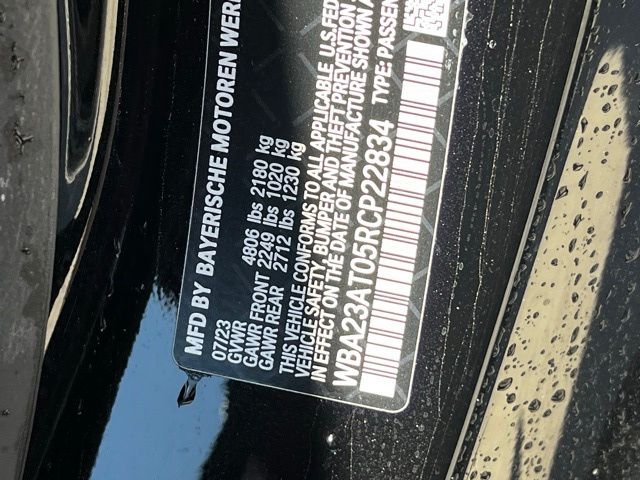 MFD BY BAYERISCHE MOTOREN WER
07/23
GVWR 4806 lbs 2180 kg
GAWR FRONT 2249 lbs 1020 kg
GAWR REAR 2712 lbs 1230 kg
THIS VEHICLE CONFORMS TO ALL APPLICABLE U.S. FED
VEHICLE SAFETY, BUMPER AND THEFT PREVENTION
IN EFFECT ON THE DATE OF MANUFACTURE SHOWN A
WBA23AT05RCP22834 TYPE: PASSEN